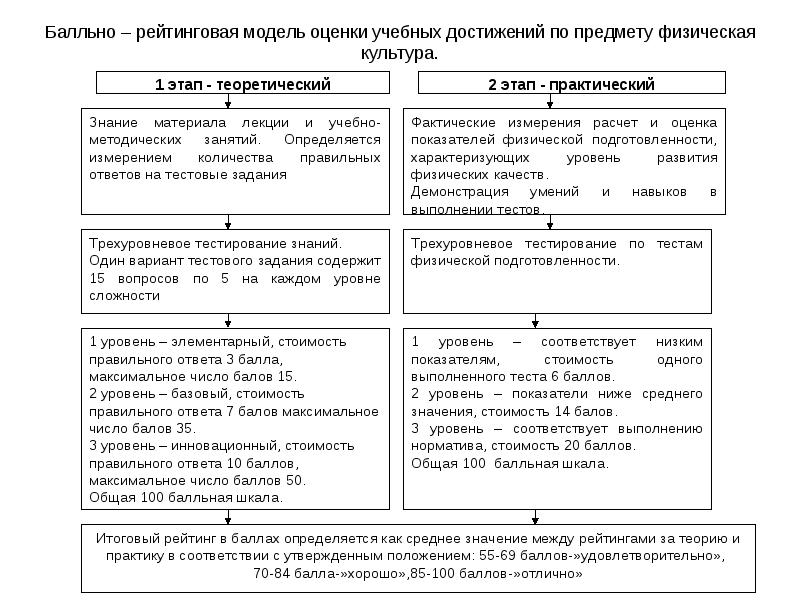 Балльно – рейтинговая модель оценки учебных достижений по предмету физическая
культура.
1 этап - теоретический
2 этап - практический
Знание материала лекции и учебно-
методических занятий. Определяется
измерением количества правильных
ответов на тестовые задания
Фактические измерения расчет и оценка
показателей физической подготовленности,
характеризующих уровень развития
физических качеств.
Демонстрация умений и навыков в
выполнении тестов.
Трехуровневое тестирование знаний.
Один вариант тестового задания содержит
15 вопросов по 5 на каждом уровне
сложности
Трехуровневое тестирование по тестам
физической подготовленности.
1 уровень – элементарный, стоимость
правильного ответа 3 балла,
максимальное число балов 15.
2 уровень – базовый, стоимость
правильного ответа 7 балов максимальное
число балов 35.
3 уровень – инновационный, стоимость
правильного ответа 10 баллов,
максимальное число баллов 50.
Общая 100 балльная шкала.
1 уровень – соответствует низким
показателям, стоимость одного
выполненного теста 6 баллов.
2 уровень – показатели ниже среднего
значения, стоимость 14 балов.
3 уровень – соответствует выполнению
норматива, стоимость 20 баллов.
Общая 100 балльная шкала.
Итоговый рейтинг в баллах определяется как среднее значение между рейтингами за теорию и
практику в соответствии с утвержденным положением: 55-69 баллов-»удовлетворительно»,
70-84 балла-»хорошо»,85-100 баллов-»отлично»